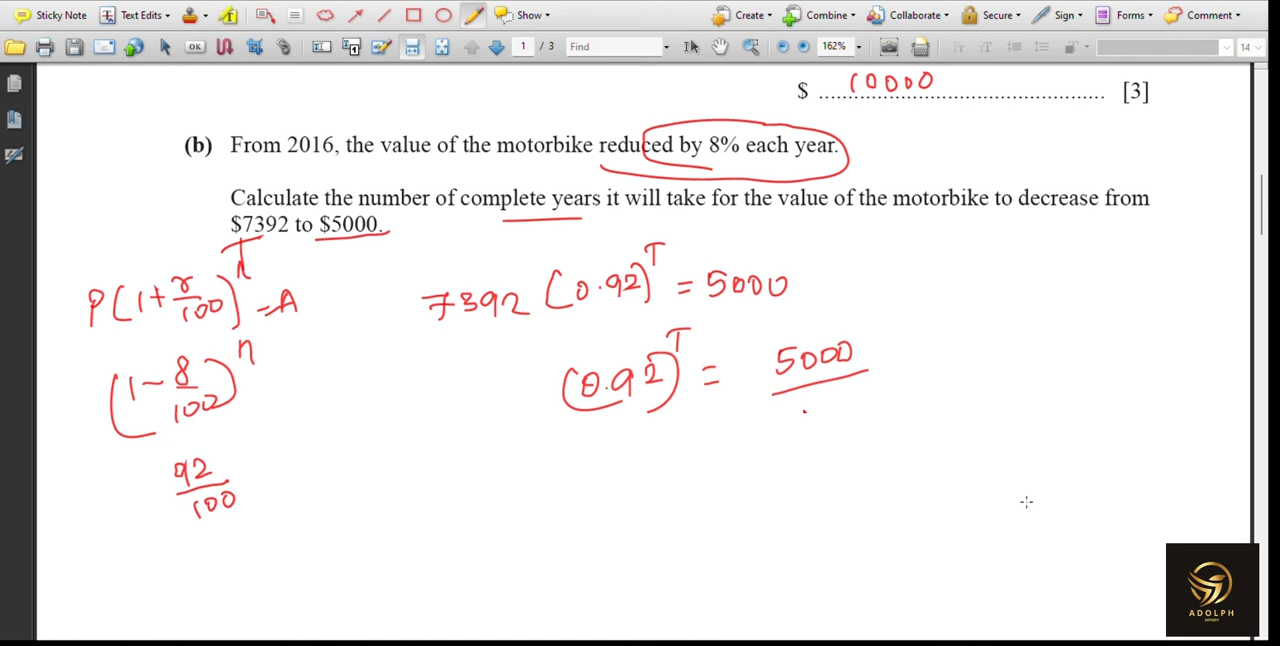 Sticky Note Text Edits Show Create Combine Collaborate Secure Sign Forms Comment
OK 1 / 3 Find 162% 14
$ 10000 [3]
(b) From 2016, the value of the motorbike reduced by 8% each year.
Calculate the number of complete years it will take for the value of the motorbike to decrease from
$7392 to $5000.
P(1+r/100)^n=A
7392 (0.92)^T = 5000
(1-8/100)^n
(0.92)^T = 5000
92/100
ADOLPH